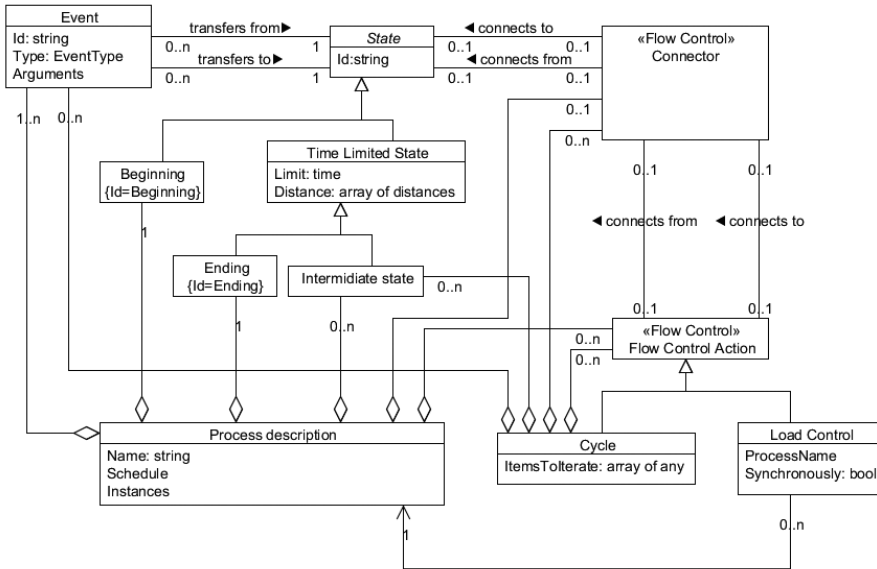 Event
Id: string
Type: EventType
Arguments
transfers from►
0..n
1
transfers to ►
0..n
1
State
Id:string
◄ connects to
0..1
0..1
◄ connects from
0..1
0..1
«Flow Control»
Connector
0..1
0..n
1..n
0..n
Beginning
{Id=Beginning}
1
Time Limited State
Limit: time
Distance: array of distances
0..1
0..1
◄ connects from
◄ connects to
Ending
{Id=Ending}
1
Intermidiate state
0..n
0..n
0..1
0..1
«Flow Control»
Flow Control Action
0..n
0..n
Process description
Name: string
Schedule
Instances
Cycle
ItemsToIterate: array of any
Load Control
ProcessName
Synchronously: bool
1
0..n